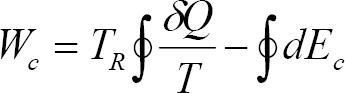 W_c = T_R ∮ δQ/T − ∮ dE_c